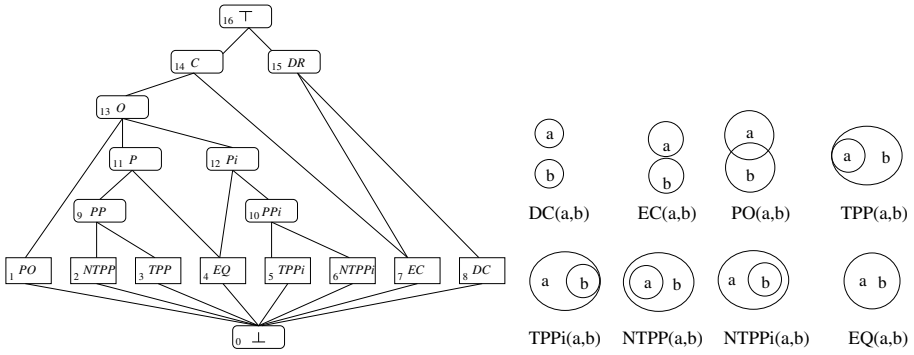 16 ⊤
14 C
15 DR
13 O
11 P
12 Pi
9 PP
10 PPi
1 PO
2 NTPP
3 TPP
4 EQ
5 TPPi
6 NTPPi
7 EC
8 DC
0 ⊥
a
b
DC(a,b)
a
b
EC(a,b)
a
b
PO(a,b)
a b
TPP(a,b)
a b
TPPi(a,b)
a b
NTPP(a,b)
a b
NTPPi(a,b)
a b
EQ(a,b)